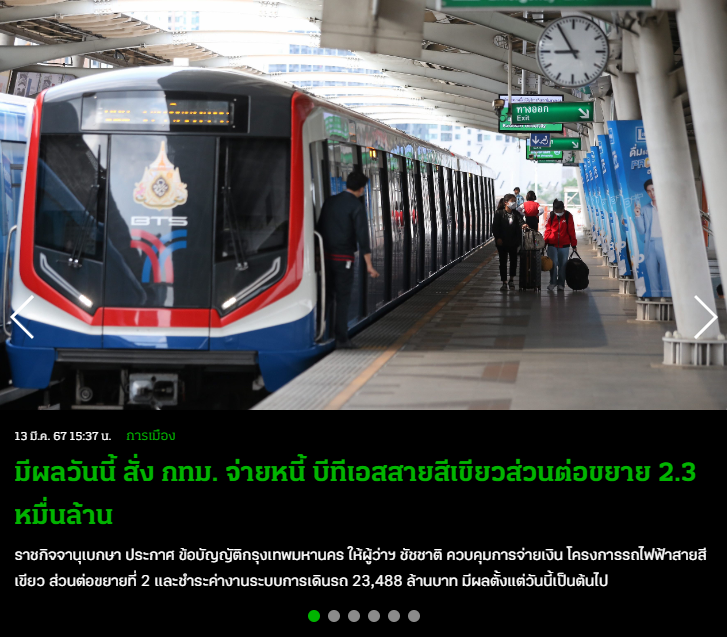 ทางออก
Exit
BTS
13 มี.ค. 67 15:37 น. การเมือง
มีผลวันนี้ สั่ง กทม. จ่ายหนี้ บีทีเอสสายสีเขียวส่วนต่อขยาย 2.3
หมื่นล้าน
ราชกิจจานุเบกษา ประกาศ ข้อบัญญัติกรุงเทพมหานคร ให้ผู้ว่าฯ ชัชชาติ ควบคุมการจ่ายเงิน โครงการรถไฟฟ้าสายสี
เขียว ส่วนต่อขยายที่ 2 และชำระค่างานระบบการเดินรถ 23,488 ล้านบาท มีผลตั้งแต่วันนี้เป็นต้นไป